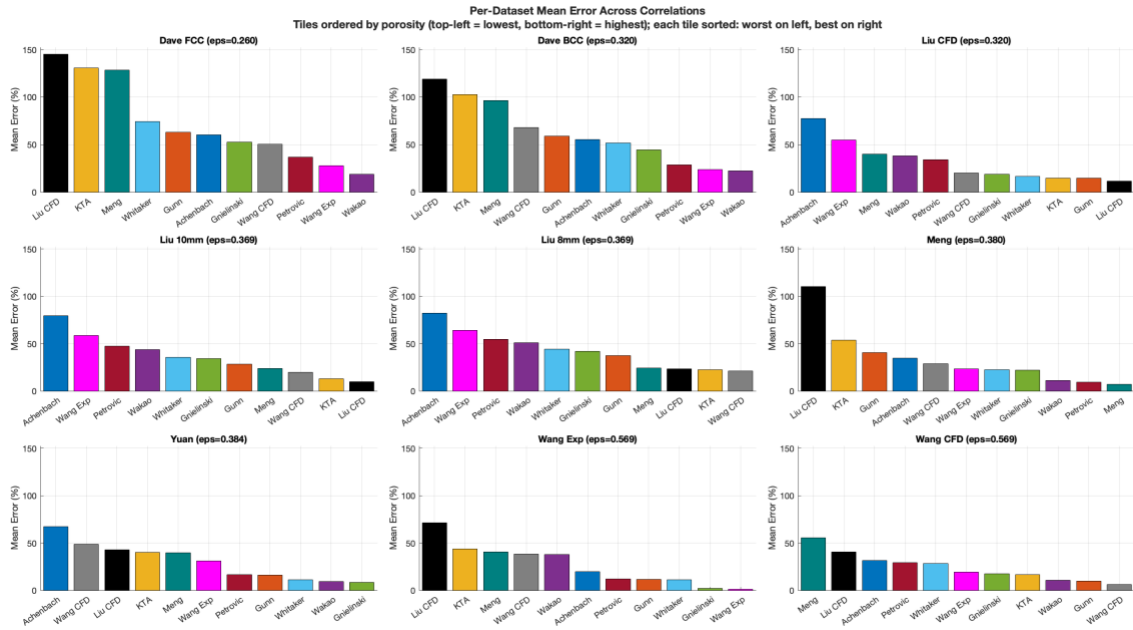 Per-Dataset Mean Error Across Correlations
Tiles ordered by porosity (top-left = lowest, bottom-right = highest); each tile sorted: worst on left, best on right
Dave FCC (eps=0.260)
Mean Error (%)
150
100
50
0
Liu CFD
KTA
Meng
Whitaker
Gunn
Achenbach
Gnielinski
Wang CFD
Petrovic
Wang Exp
Wakao
Dave BCC (eps=0.320)
Mean Error (%)
150
100
50
0
Liu CFD
KTA
Meng
Wang CFD
Gunn
Achenbach
Whitaker
Gnielinski
Petrovic
Wang Exp
Wakao
Liu CFD (eps=0.320)
Mean Error (%)
150
100
50
0
Achenbach
Wang Exp
Meng
Wakao
Petrovic
Wang CFD
Gnielinski
Whitaker
KTA
Gunn
Liu CFD
Liu 10mm (eps=0.369)
Mean Error (%)
150
100
50
0
Achenbach
Wang Exp
Petrovic
Wakao
Whitaker
Gnielinski
Gunn
Meng
Wang CFD
KTA
Liu CFD
Liu 8mm (eps=0.369)
Mean Error (%)
150
100
50
0
Achenbach
Wang Exp
Petrovic
Wakao
Whitaker
Gnielinski
Gunn
Meng
Liu CFD
KTA
Wang CFD
Meng (eps=0.380)
Mean Error (%)
150
100
50
0
Liu CFD
KTA
Gunn
Achenbach
Wang CFD
Wang Exp
Whitaker
Gnielinski
Wakao
Petrovic
Meng
Yuan (eps=0.384)
Mean Error (%)
150
100
50
0
Achenbach
Wang CFD
Liu CFD
KTA
Meng
Wang Exp
Petrovic
Gunn
Whitaker
Wakao
Gnielinski
Wang Exp (eps=0.569)
Mean Error (%)
150
100
50
0
Liu CFD
KTA
Meng
Wang CFD
Wakao
Achenbach
Petrovic
Gunn
Whitaker
Gnielinski
Wang Exp
Wang CFD (eps=0.569)
Mean Error (%)
150
100
50
0
Meng
Liu CFD
Achenbach
Petrovic
Whitaker
Wang Exp
Gnielinski
KTA
Wakao
Gunn
Wang CFD